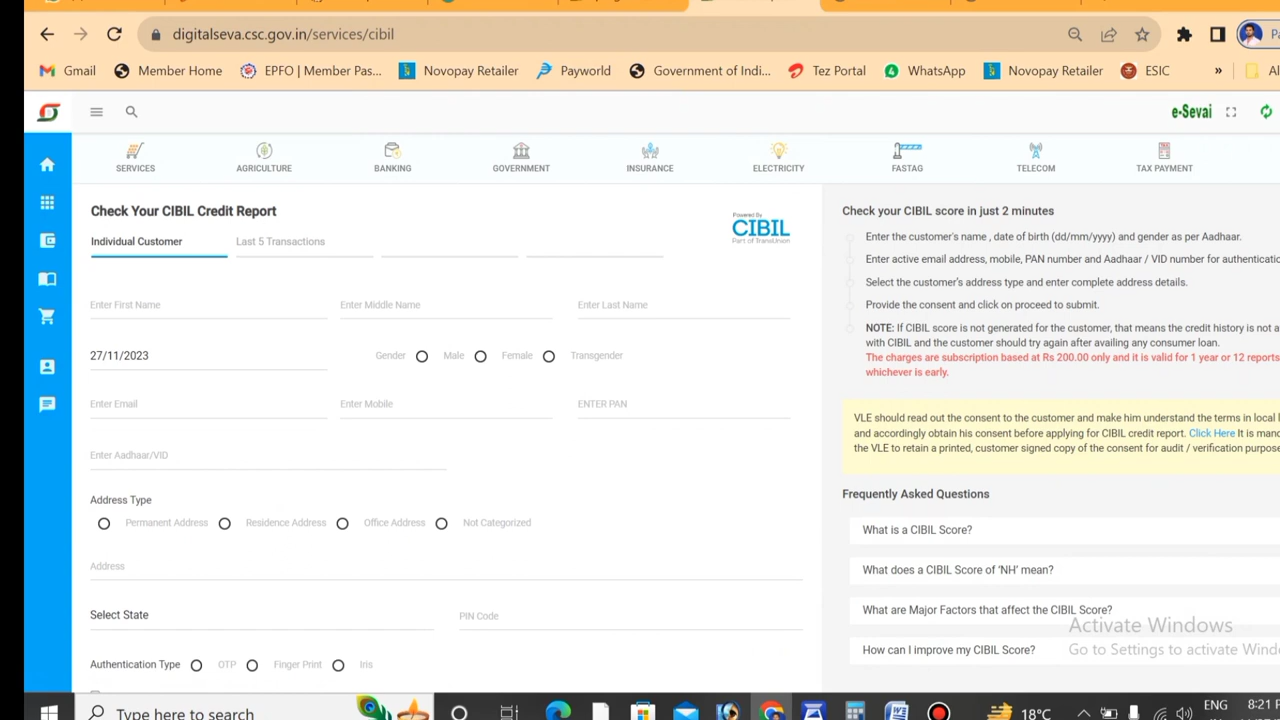 digitalseva.csc.gov.in/services/cibil
Gmail Member Home EPFO | Member Pas... Novopay Retailer Payworld Government of Indi... Tez Portal WhatsApp Novopay Retailer ESIC »
e-Sevai
SERVICES AGRICULTURE BANKING GOVERNMENT INSURANCE ELECTRICITY FASTAG TELECOM TAX PAYMENT
Check Your CIBIL Credit Report
Powered By
CIBIL
Part of TransUnion
Individual Customer Last 5 Transactions
Enter First Name Enter Middle Name Enter Last Name
27/11/2023 Gender Male Female Transgender
Enter Email Enter Mobile ENTER PAN
Enter Aadhaar/VID
Address Type
Permanent Address Residence Address Office Address Not Categorized
Address
Select State PIN Code
Authentication Type OTP Finger Print Iris
Check your CIBIL score in just 2 minutes
Enter the customer's name , date of birth (dd/mm/yyyy) and gender as per Aadhaar.
Enter active email address, mobile, PAN number and Aadhaar / VID number for authenticatio
Select the customer's address type and enter complete address details.
Provide the consent and click on proceed to submit.
NOTE: If CIBIL score is not generated for the customer, that means the credit history is not a
with CIBIL and the customer should try again after availing any consumer loan.
The charges are subscription based at Rs 200.00 only and it is valid for 1 year or 12 reports
whichever is early.
VLE should read out the consent to the customer and make him understand the terms in local l
and accordingly obtain his consent before applying for CIBIL credit report. Click Here It is mand
the VLE to retain a printed, customer signed copy of the consent for audit / verification purpose
Frequently Asked Questions
What is a CIBIL Score?
What does a CIBIL Score of 'NH' mean?
What are Major Factors that affect the CIBIL Score?
How can I improve my CIBIL Score?
Activate Windows
Go to Settings to activate Wind
Type here to search
18°C
ENG
8:21